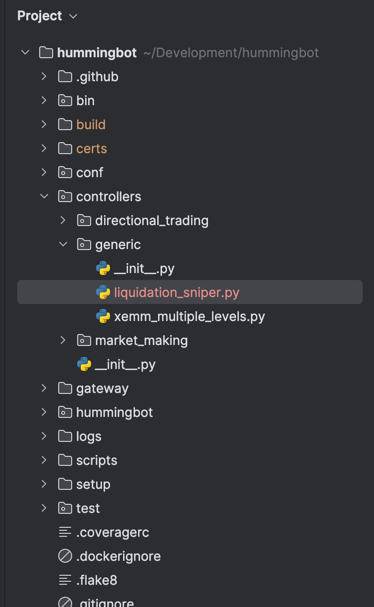 Project
hummingbot ~/Development/hummingbot
.github
bin
build
certs
conf
controllers
directional_trading
generic
__init__.py
liquidation_sniper.py
xemm_multiple_levels.py
market_making
__init__.py
gateway
hummingbot
logs
scripts
setup
test
.coveragerc
.dockerignore
.flake8
.gitignore